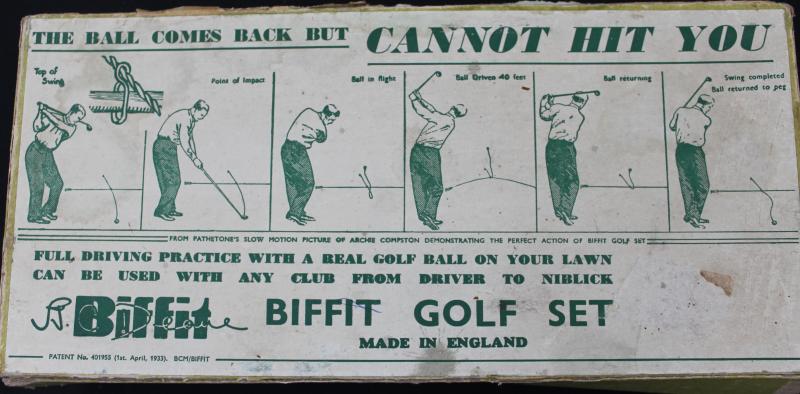 THE BALL COMES BACK BUT CANNOT HIT YOU
Top of Swing
Point of Impact
Ball in flight
Ball Driven 40 feet
Ball returning
Swing completed
Ball returned to peg
FROM PATHETONE'S SLOW MOTION PICTURE OF ARCHIE COMPSTON DEMONSTRATING THE PERFECT ACTION OF BIFFIT GOLF SET
FULL DRIVING PRACTICE WITH A REAL GOLF BALL ON YOUR LAWN
CAN BE USED WITH ANY CLUB FROM DRIVER TO NIBLICK
Biffit BIFFIT GOLF SET
MADE IN ENGLAND
PATENT No. 401955 (1st. April, 1933). BCM/BIFFIT